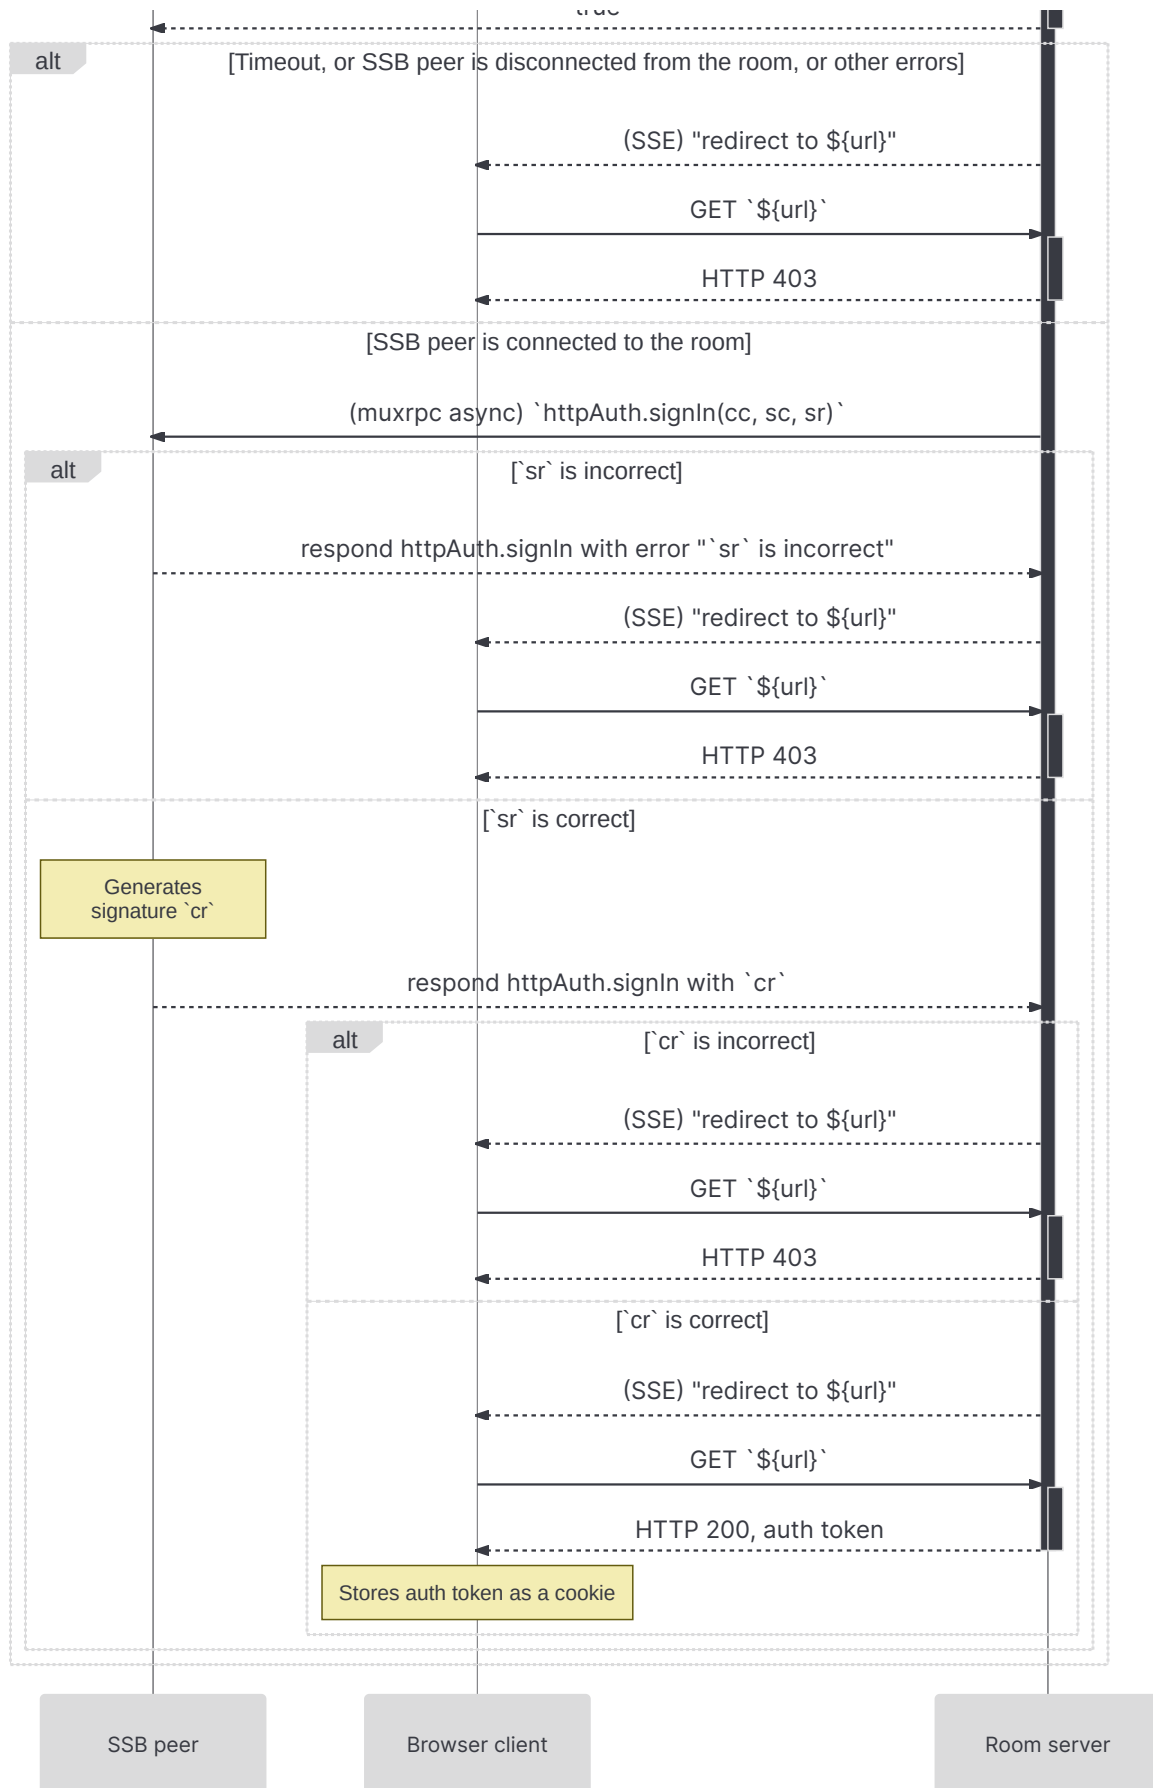 true
alt
[Timeout, or SSB peer is disconnected from the room, or other errors]
(SSE) "redirect to ${url}"
GET `${url}`
HTTP 403
[SSB peer is connected to the room]
(muxrpc async) `httpAuth.signIn(cc, sc, sr)`
alt
[`sr` is incorrect]
respond httpAuth.signIn with error "`sr` is incorrect"
(SSE) "redirect to ${url}"
GET `${url}`
HTTP 403
[`sr` is correct]
Generates
signature `cr`
respond httpAuth.signIn with `cr`
alt
[`cr` is incorrect]
(SSE) "redirect to ${url}"
GET `${url}`
HTTP 403
[`cr` is correct]
(SSE) "redirect to ${url}"
GET `${url}`
HTTP 200, auth token
Stores auth token as a cookie
SSB peer
Browser client
Room server